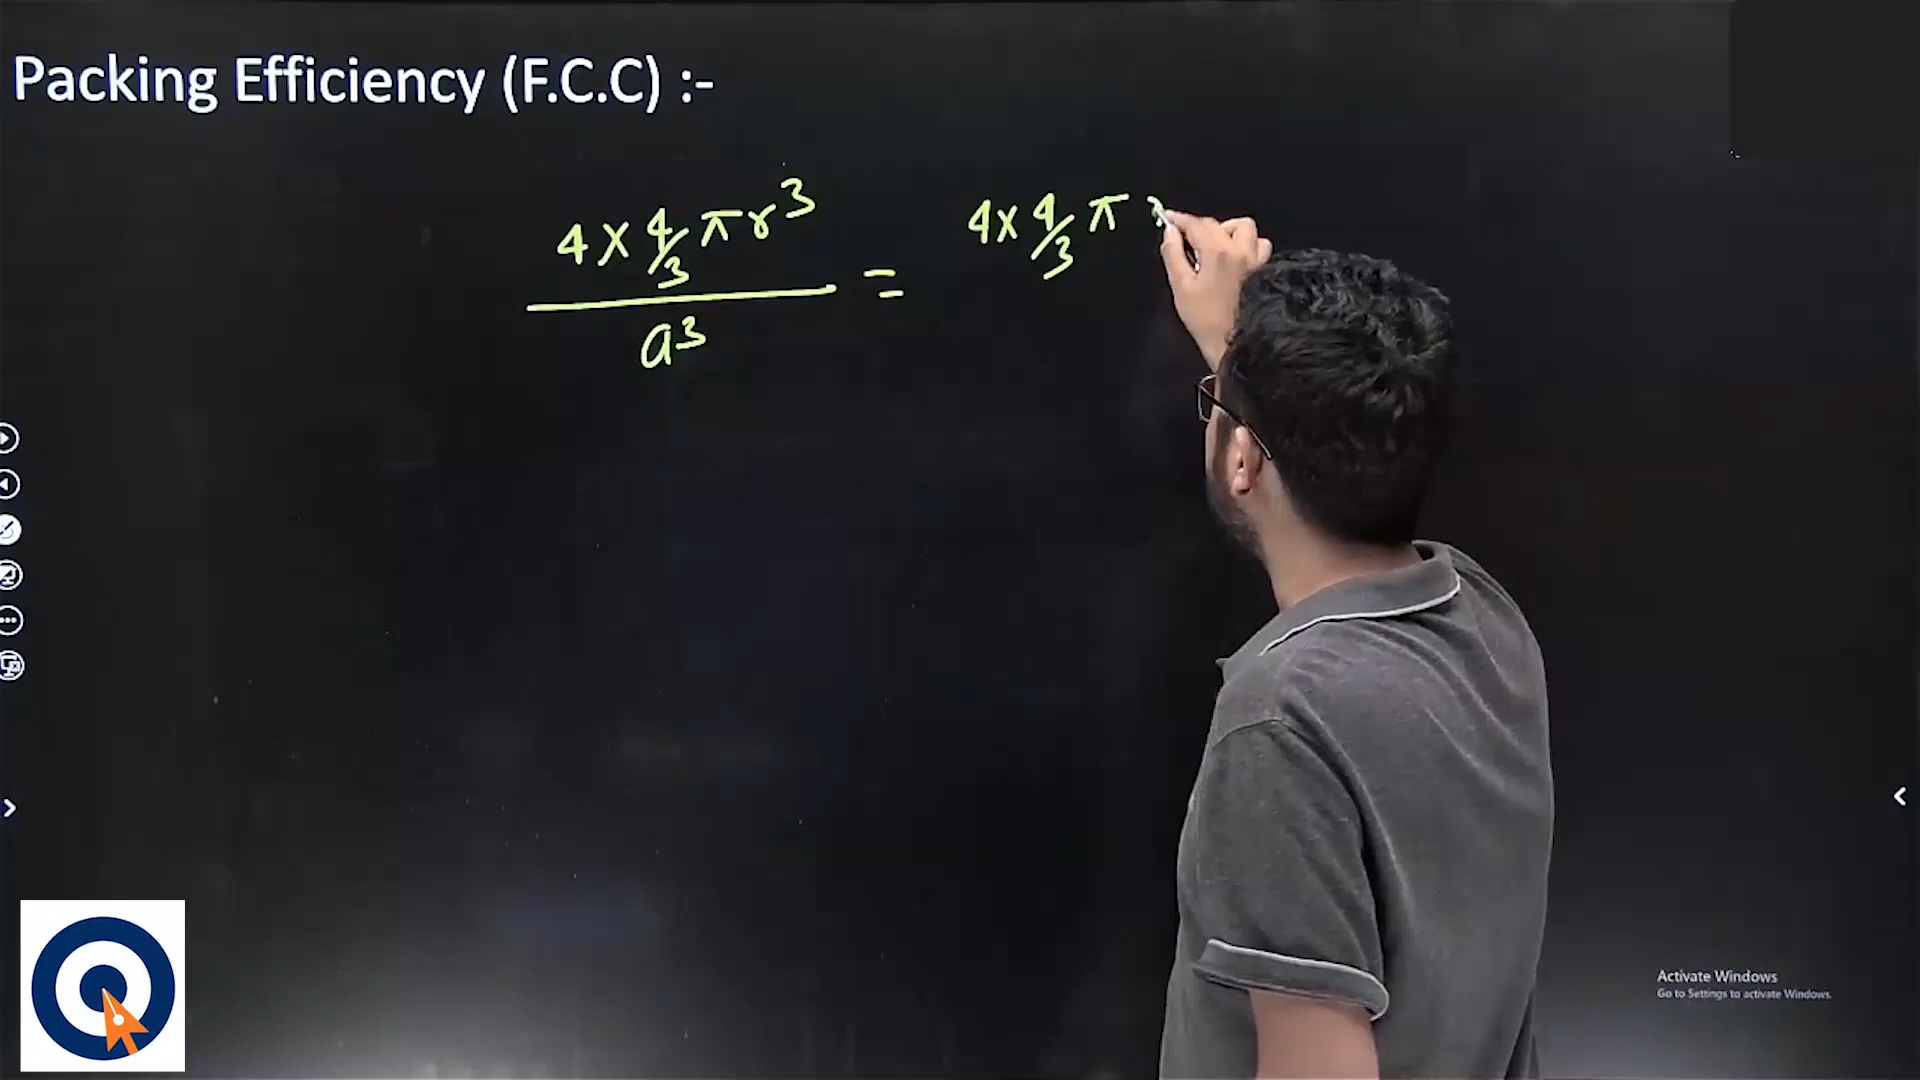 Packing Efficiency (F.C.C) :-
4 × 4/3 π r³ / a³ = 4 × 4/3 π
Activate Windows
Go to Settings to activate Windows.